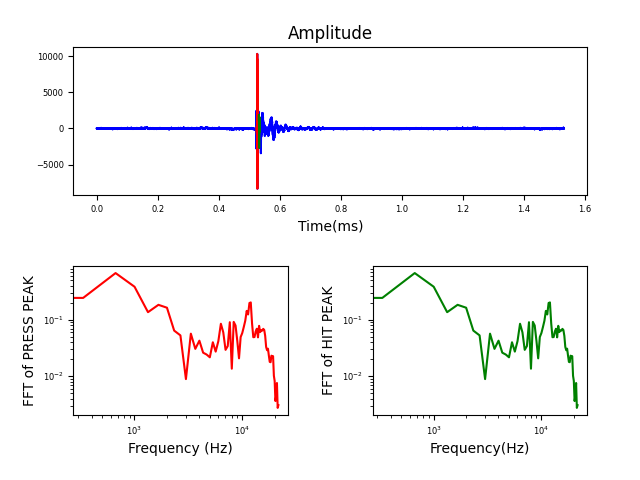 Amplitude
10000
5000
0
−5000
0.0 0.2 0.4 0.6 0.8 1.0 1.2 1.4 1.6
Time(ms)
FFT of PRESS PEAK
10⁻¹
10⁻²
10³ 10⁴
Frequency (Hz)
FFT of HIT PEAK
10⁻¹
10⁻²
10³ 10⁴
Frequency(Hz)